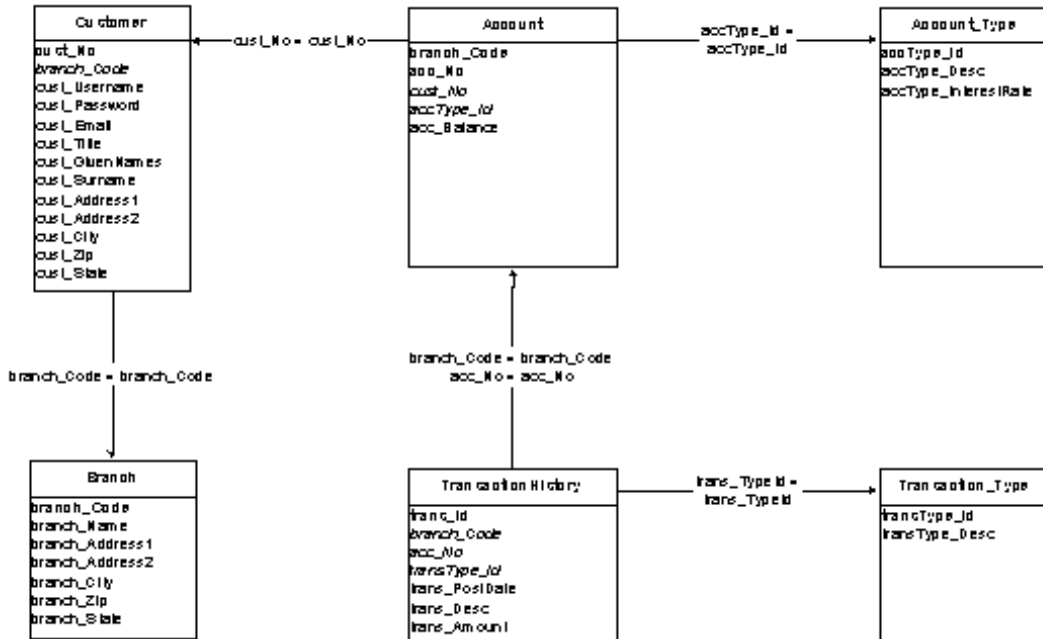 Customer
cust_No
branch_Code
cust_Username
cust_Password
cust_Email
cust_Title
cust_GivenNames
cust_Surname
cust_Address1
cust_Address2
cust_City
cust_Zip
cust_State
cust_No = cust_No
Account
branch_Code
acc_No
cust_No
accType_Id
acc_Balance
accType_Id =
accType_Id
Account_Type
accType_Id
accType_Desc
accType_InterestRate
branch_Code = branch_Code
branch_Code = branch_Code
acc_No = acc_No
Branch
branch_Code
branch_Name
branch_Address1
branch_Address2
branch_City
branch_Zip
branch_State
TransactionHistory
trans_Id
branch_Code
acc_No
transType_Id
trans_PostDate
trans_Desc
trans_Amount
trans_TypeId =
trans_TypeId
Transaction_Type
transType_Id
transType_Desc